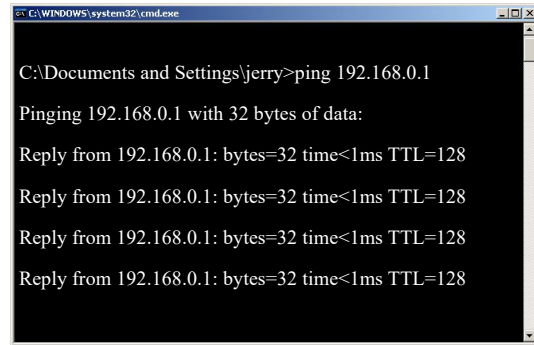 C:\WINDOWS\system32\cmd.exe
C:\Documents and Settings\jerry>ping 192.168.0.1
Pinging 192.168.0.1 with 32 bytes of data:
Reply from 192.168.0.1: bytes=32 time<1ms TTL=128
Reply from 192.168.0.1: bytes=32 time<1ms TTL=128
Reply from 192.168.0.1: bytes=32 time<1ms TTL=128
Reply from 192.168.0.1: bytes=32 time<1ms TTL=128